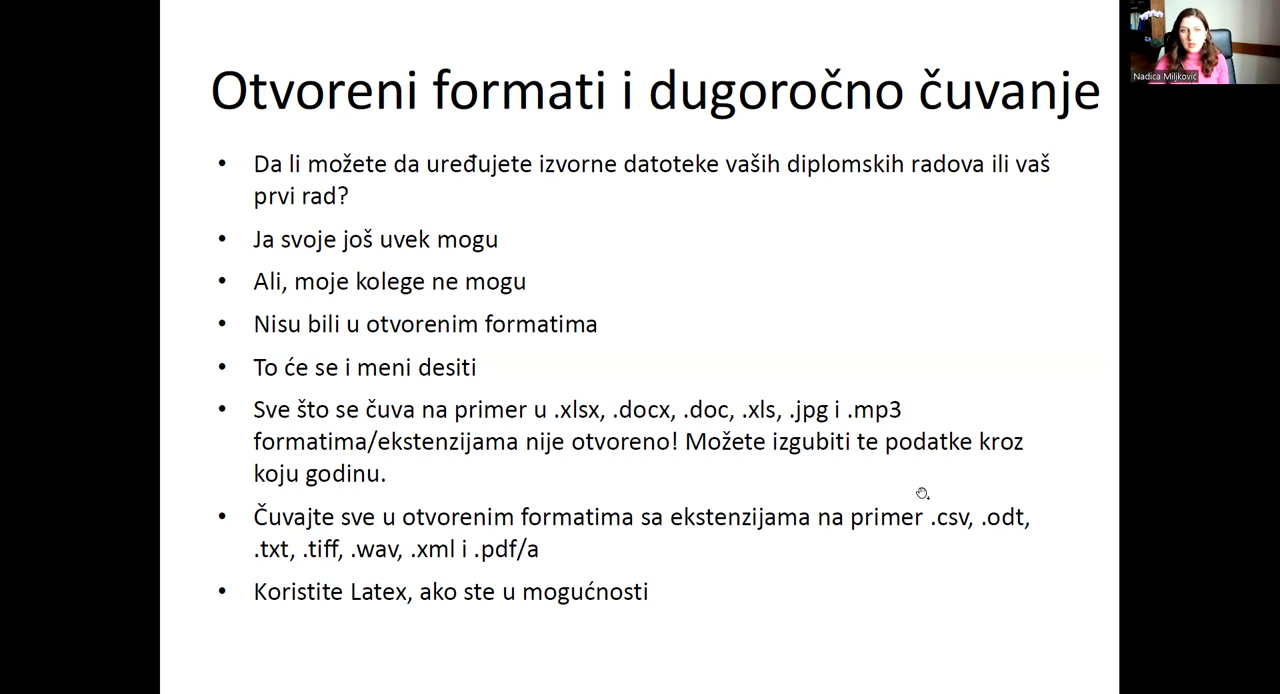 Otvoreni formati i dugoročno čuvanje
Nadica Miljković
• Da li možete da uređujete izvorne datoteke vaših diplomskih radova ili vaš
prvi rad?
• Ja svoje još uvek mogu
• Ali, moje kolege ne mogu
• Nisu bili u otvorenim formatima
• To će se i meni desiti
• Sve što se čuva na primer u .xlsx, .docx, .doc, .xls, .jpg i .mp3
formatima/ekstenzijama nije otvoreno! Možete izgubiti te podatke kroz
koju godinu.
• Čuvajte sve u otvorenim formatima sa ekstenzijama na primer .csv, .odt,
.txt, .tiff, .wav, .xml i .pdf/a
• Koristite Latex, ako ste u mogućnosti